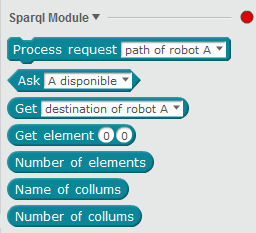 Sparql Module
Process request path of robot A
Ask A disponible
Get destination of robot A
Get element 0 0
Number of elements
Name of collums
Number of collums